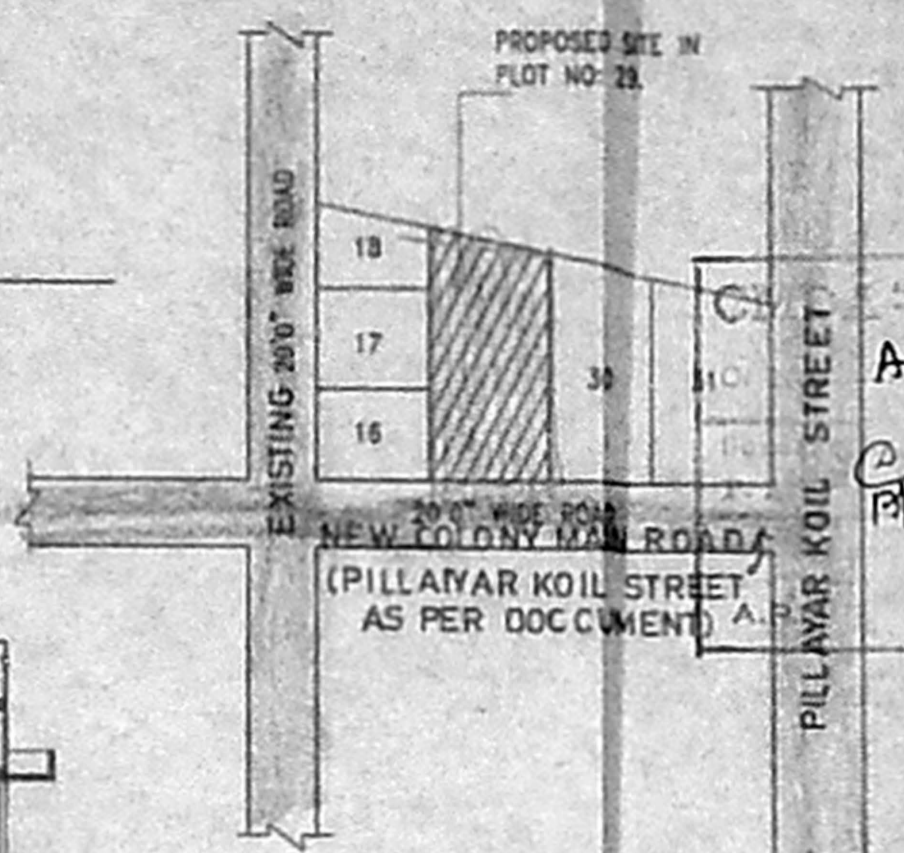 PROPOSED SITE IN
PLOT NO: 29.
EXISTING 20'0" WIDE ROAD
18
17
16
30
31
20'0" WIDE ROAD
NEW COLONY MAIN ROAD
(PILLAIYAR KOIL STREET
AS PER DOCCUMENT)
PILLAYAR KOIL STREET
A
B
A.P